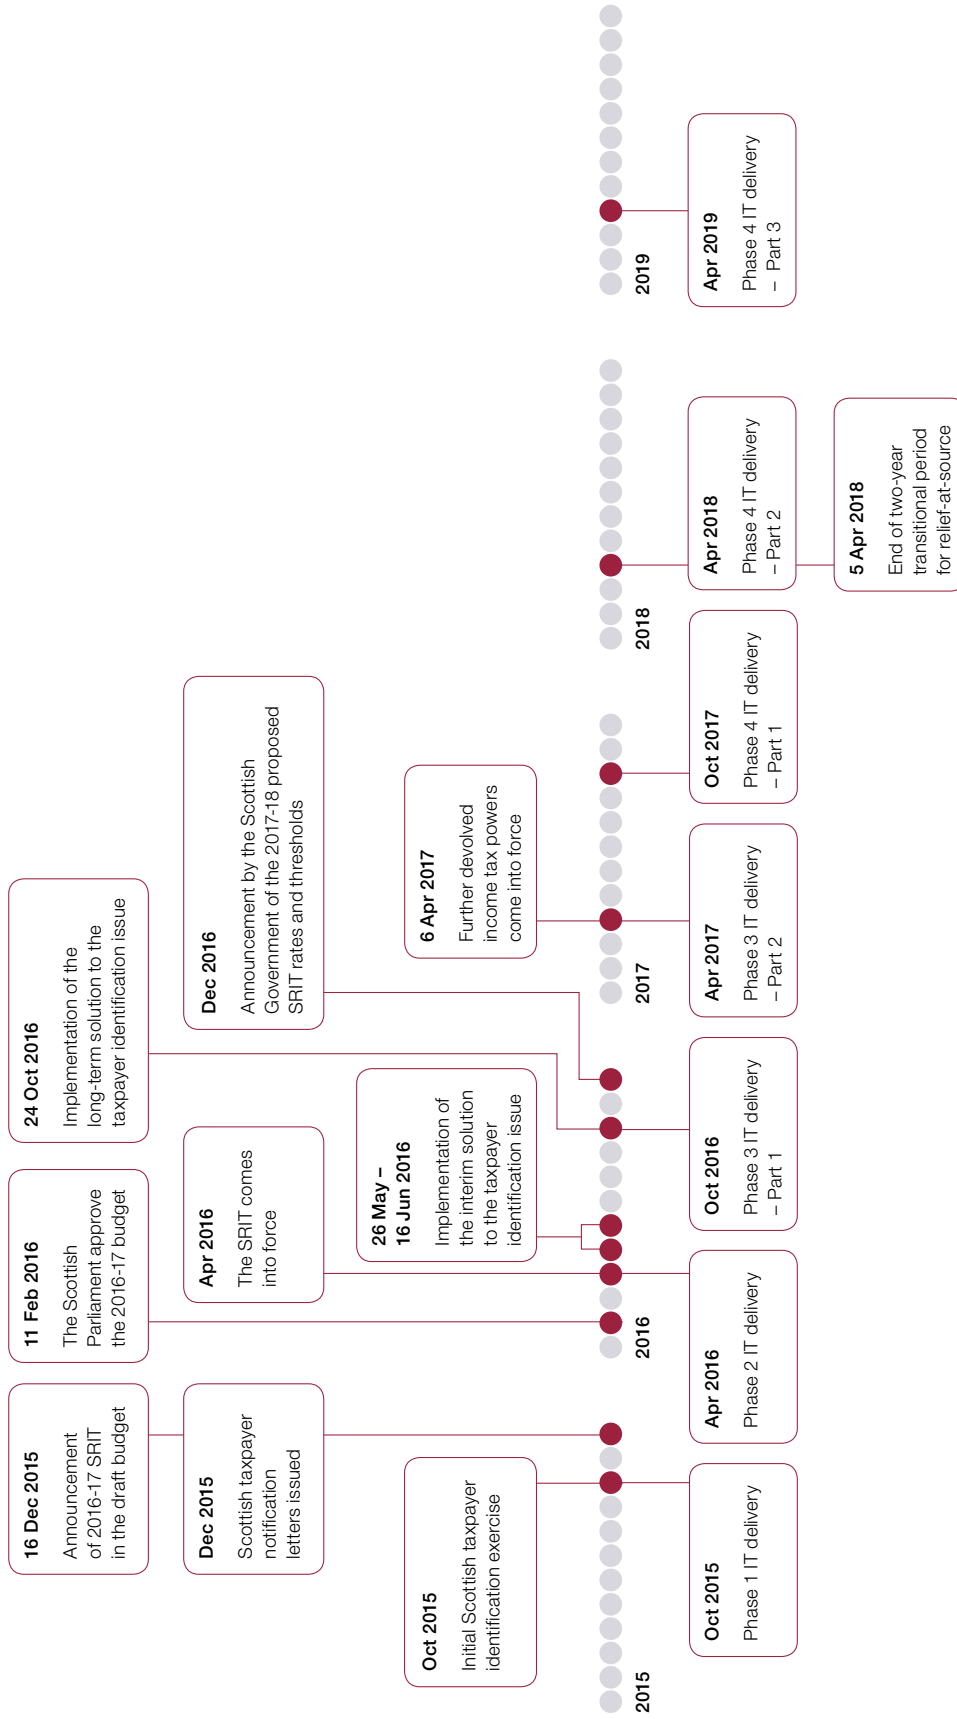 16 Dec 2015
Announcement
of 2016-17 SRIT
in the draft budget
11 Feb 2016
The Scottish
Parliament approve
the 2016-17 budget
24 Oct 2016
Implementation of the
long-term solution to the
taxpayer identification issue
Dec 2015
Scottish taxpayer
notification
letters issued
Apr 2016
The SRIT comes
into force
Dec 2016
Announcement by the Scottish
Government of the 2017-18 proposed
SRIT rates and thresholds
26 May –
16 Jun 2016
Implementation of
the interim solution
to the taxpayer
identification issue
Oct 2015
Initial Scottish taxpayer
identification exercise
6 Apr 2017
Further devolved
income tax powers
come into force
2015
2016
2017
2018
2019
Oct 2015
Phase 1 IT delivery
Apr 2016
Phase 2 IT delivery
Oct 2016
Phase 3 IT delivery
– Part 1
Apr 2017
Phase 3 IT delivery
– Part 2
Oct 2017
Phase 4 IT delivery
– Part 1
Apr 2018
Phase 4 IT delivery
– Part 2
Apr 2019
Phase 4 IT delivery
– Part 3
5 Apr 2018
End of two-year
transitional period
for relief-at-source